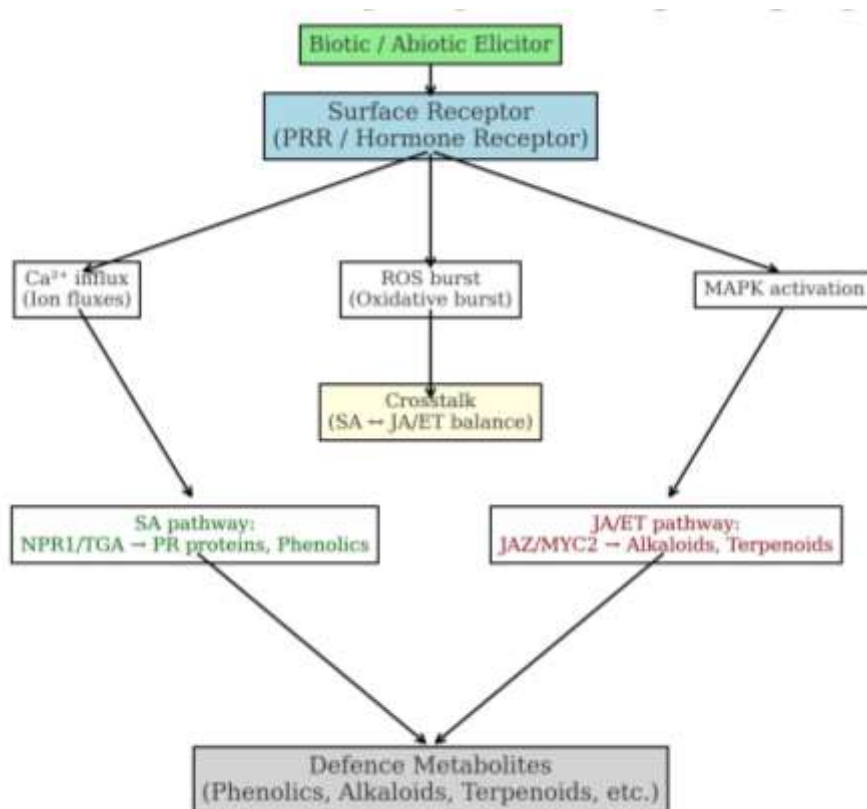 Biotic / Abiotic Elicitor
Surface Receptor
(PRR / Hormone Receptor)
Ca²⁺ influx
(Ion fluxes)
ROS burst
(Oxidative burst)
MAPK activation
Crosstalk
(SA ↔ JA/ET balance)
SA pathway:
NPR1/TGA → PR proteins, Phenolics
JA/ET pathway:
JAZ/MYC2 → Alkaloids, Terpenoids
Defence Metabolites
(Phenolics, Alkaloids, Terpenoids, etc.)